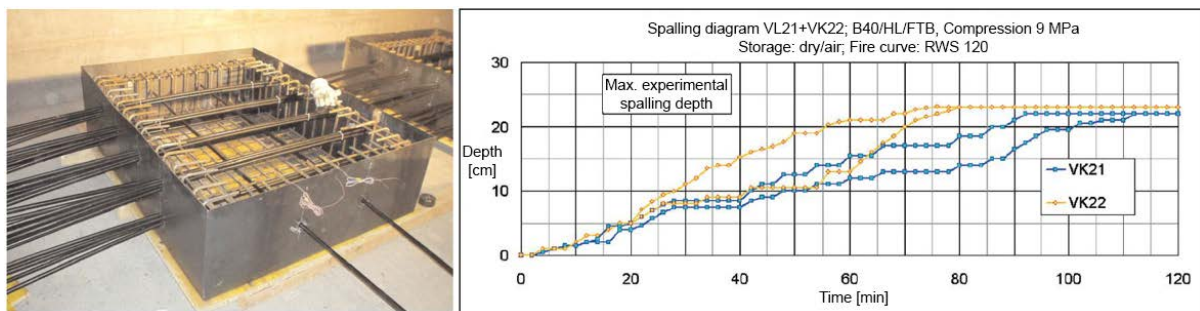 Spalling diagram VL21+VK22; B40/HL/FTB, Compression 9 MPa
Storage: dry/air; Fire curve: RWS 120
30
Max. experimental
spalling depth
20
Depth
[cm]
VK21
10
VK22
0
0
20
40
60
80
100
120
Time [min]